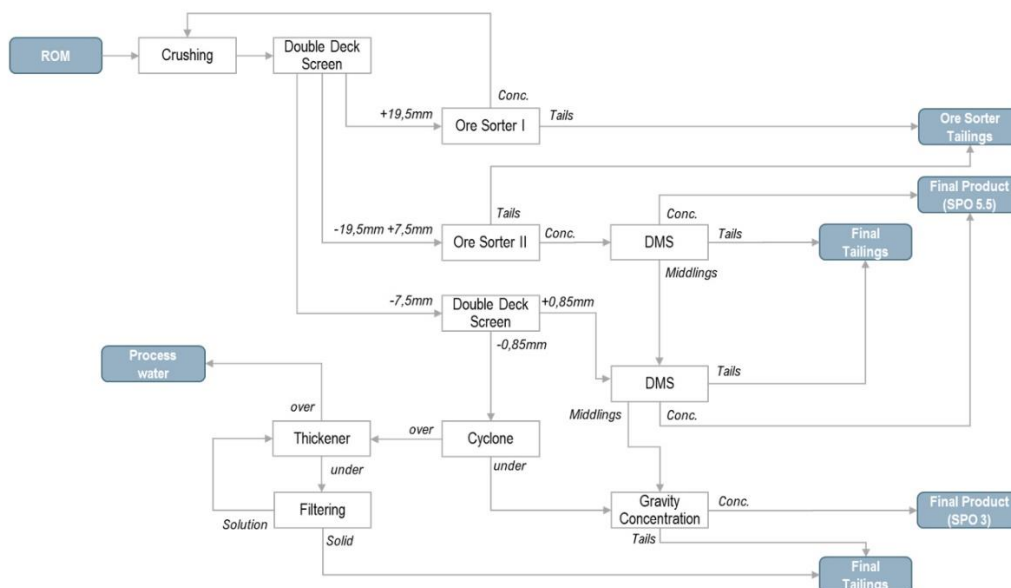 ROM
Crushing
Double Deck
Screen
Conc.
+19,5mm
Ore Sorter I
Tails
Ore Sorter
Tailings
Tails
-19,5mm +7,5mm
Ore Sorter II
Conc.
Conc.
DMS
Tails
Middlings
Final Product
(SPO 5.5)
Final
Tailings
-7,5mm
Double Deck
Screen
+0,85mm
-0,85mm
Process
water
DMS
Tails
Middlings
Conc.
over
Thickener
over
Cyclone
under
under
Filtering
Solution
Solid
Gravity
Concentration
Conc.
Tails
Final Product
(SPO 3)
Final
Tailings